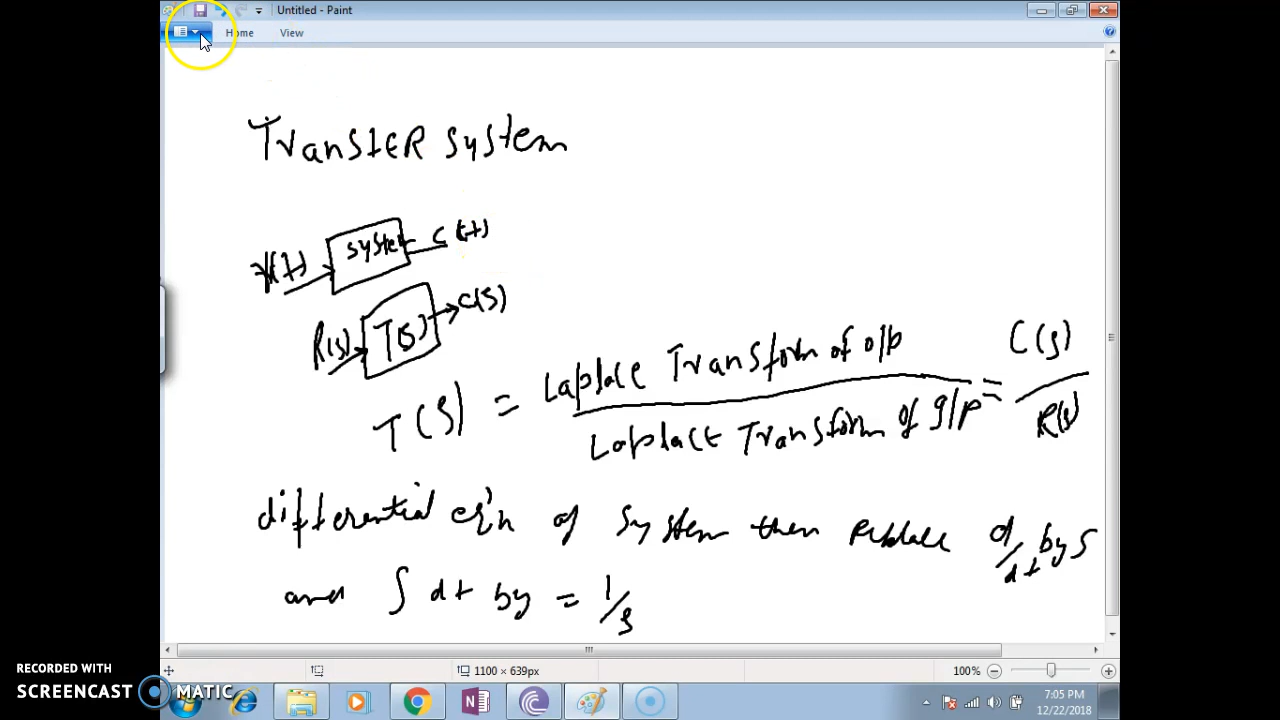 Untitled - Paint
Home View
TransfER System
r(t) system c(t)
R(s) T(s) C(s)
T(s) = Laplace Transform of o/p = C(s)
Laplace Transform of i/p R(s)
differential eq'n of System then replace d/dt by S
and ∫ dt by = 1/s
1100 × 639px 100%
RECORDED WITH
SCREENCAST MATIC
7:05 PM
12/22/2018